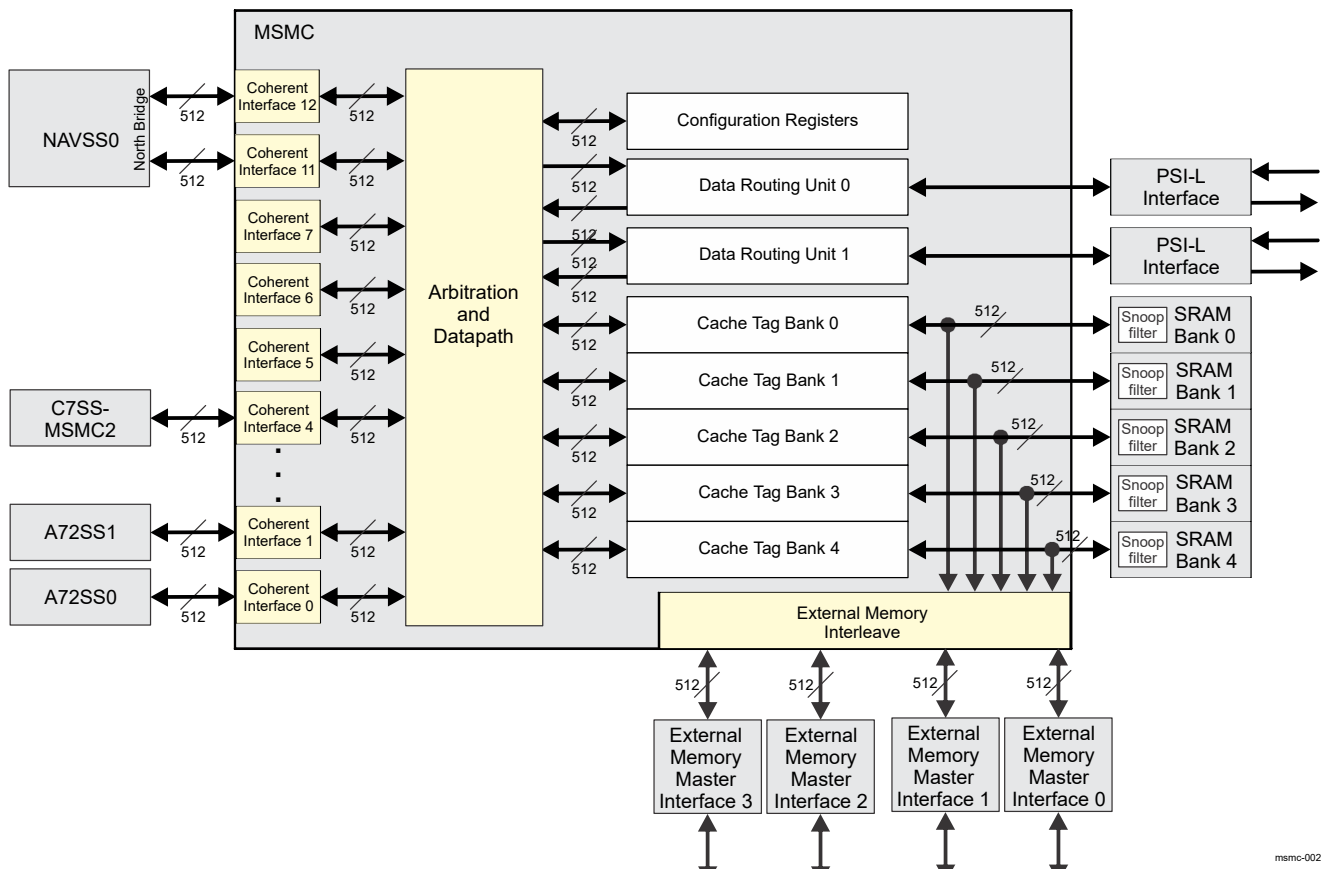 MSMC
NAVSS0
North Bridge
512
512
Coherent
Interface 12
512
Coherent
Interface 11
512
Coherent
Interface 7
512
Coherent
Interface 6
512
Coherent
Interface 5
512
C7SS-
MSMC2
512
Coherent
Interface 4
512
.
.
.
A72SS1
512
Coherent
Interface 1
512
A72SS0
512
Coherent
Interface 0
512
Arbitration
and
Datapath
512
512
512
512
512
512
512
512
512
512
512
Configuration Registers
Data Routing Unit 0
Data Routing Unit 1
Cache Tag Bank 0
Cache Tag Bank 1
Cache Tag Bank 2
Cache Tag Bank 3
Cache Tag Bank 4
512
512
512
512
512
PSI-L
Interface
PSI-L
Interface
Snoop
filter
SRAM
Bank 0
Snoop
filter
SRAM
Bank 1
Snoop
filter
SRAM
Bank 2
Snoop
filter
SRAM
Bank 3
Snoop
filter
SRAM
Bank 4
External Memory
Interleave
512
512
512
512
External
Memory
Master
Interface 3
External
Memory
Master
Interface 2
External
Memory
Master
Interface 1
External
Memory
Master
Interface 0
msmc-002